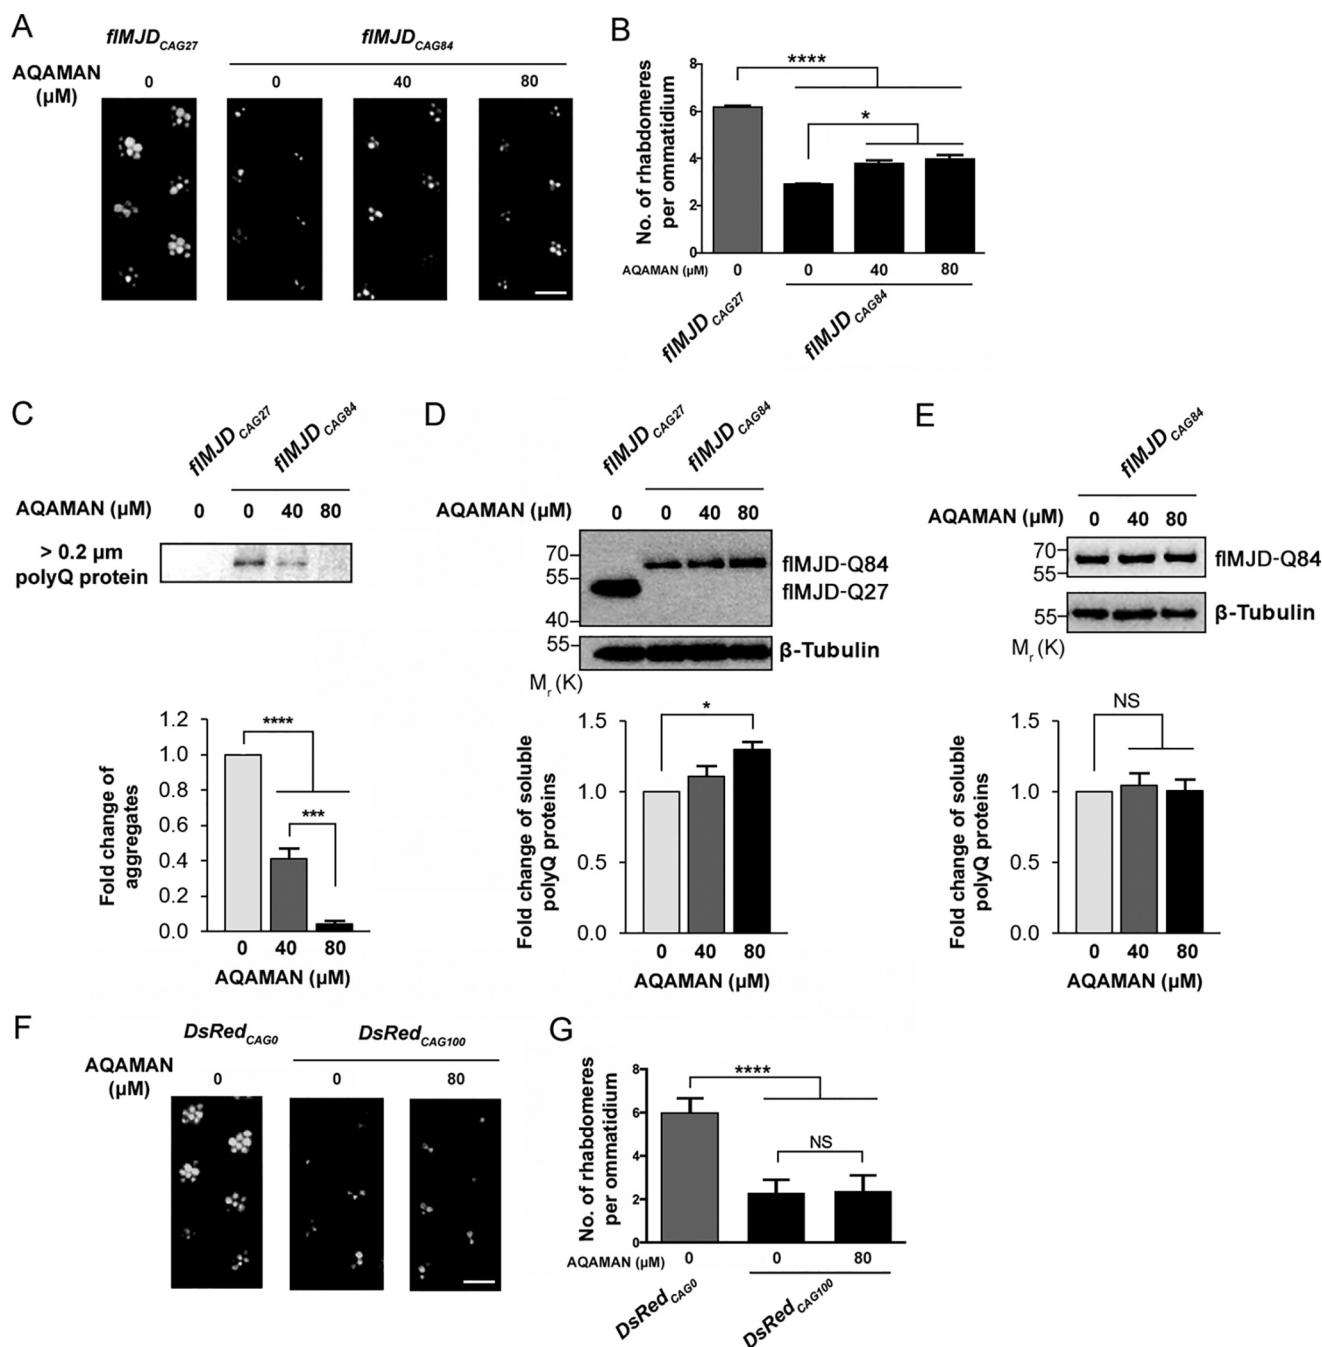 A
flMJD CAG27
flMJD CAG84
AQAMAN (µM)
0
0
40
80
B
No. of rhabdomeres per ommatidium
8
6
4
2
0
****
*
AQAMAN (µM)
0
0
40
80
flMJD CAG27
flMJD CAG84
C
flMJD CAG27
flMJD CAG84
AQAMAN (µM)
0
0
40
80
> 0.2 µm polyQ protein
Fold change of aggregates
1.2
1.0
0.8
0.6
0.4
0.2
0.0
****
***
0
40
80
AQAMAN (µM)
D
flMJD CAG27
flMJD CAG84
AQAMAN (µM)
0
0
40
80
70
55
40
flMJD-Q84
flMJD-Q27
55
β-Tubulin
Mr (K)
Fold change of soluble polyQ proteins
1.5
1.0
0.5
0.0
*
0
40
80
AQAMAN (µM)
E
flMJD CAG84
AQAMAN (µM)
0
40
80
70
55
flMJD-Q84
55
β-Tubulin
Mr (K)
Fold change of soluble polyQ proteins
1.5
1.0
0.5
0.0
NS
0
40
80
AQAMAN (µM)
F
DsRed CAG0
DsRed CAG100
AQAMAN (µM)
0
0
80
G
No. of rhabdomeres per ommatidium
8
6
4
2
0
****
NS
AQAMAN (µM)
0
0
80
DsRed CAG0
DsRed CAG100